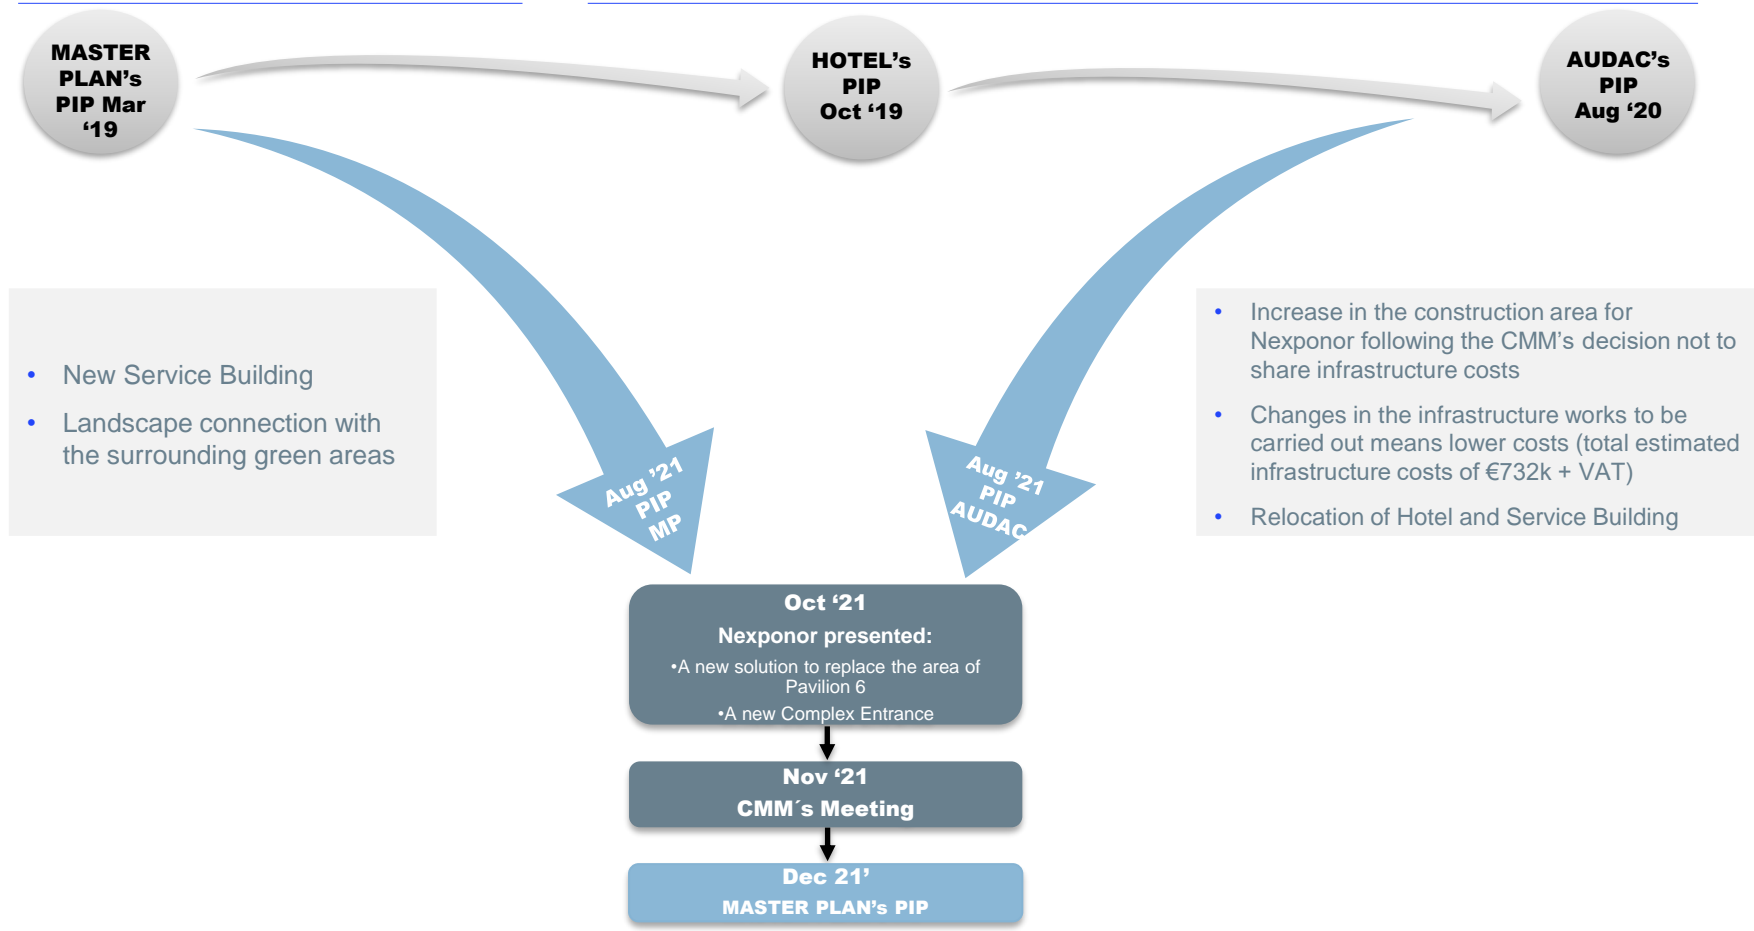 MASTER
PLAN's
PIP Mar
‘19
HOTEL’s
PIP
Oct ‘19
AUDAC’s
PIP
Aug ‘20
• New Service Building
• Landscape connection with
the surrounding green areas
Aug ’21
PIP
MP
Aug ’21
PIP
AUDAC
• Increase in the construction area for
Nexponor following the CMM’s decision not to
share infrastructure costs
• Changes in the infrastructure works to be
carried out means lower costs (total estimated
infrastructure costs of €732k + VAT)
• Relocation of Hotel and Service Building
Oct ‘21
Nexponor presented:
•A new solution to replace the area of
Pavilion 6
•A new Complex Entrance
Nov ‘21
CMM´s Meeting
Dec 21’
MASTER PLAN’s PIP